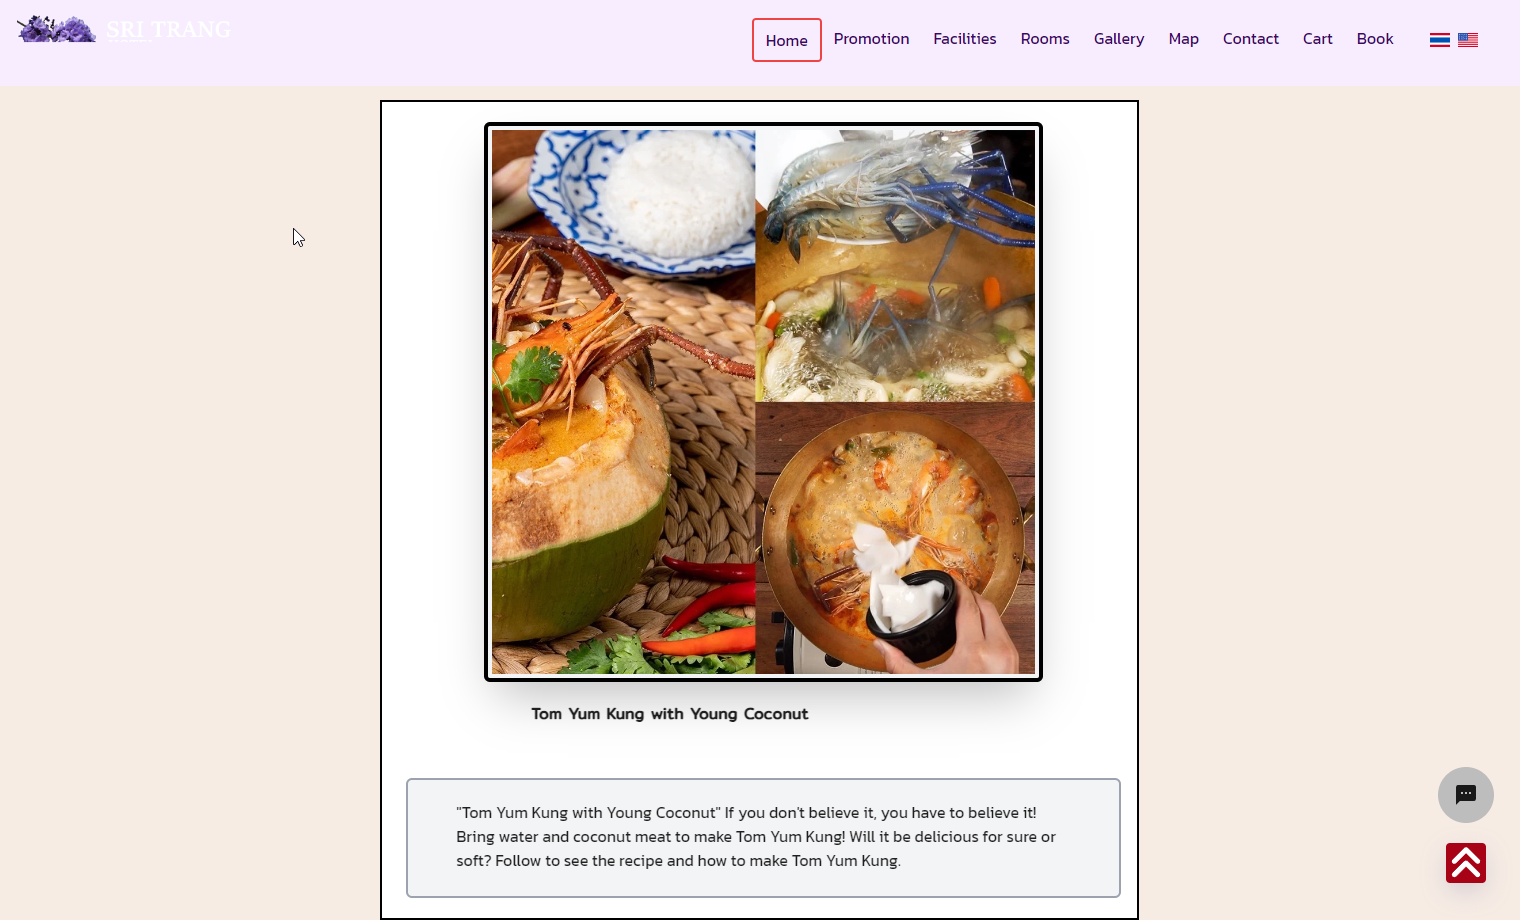 SRI TRANG
Home
Promotion
Facilities
Rooms
Gallery
Map
Contact
Cart
Book
Tom Yum Kung with Young Coconut
"Tom Yum Kung with Young Coconut" If you don't believe it, you have to believe it!
Bring water and coconut meat to make Tom Yum Kung! Will it be delicious for sure or
soft? Follow to see the recipe and how to make Tom Yum Kung.